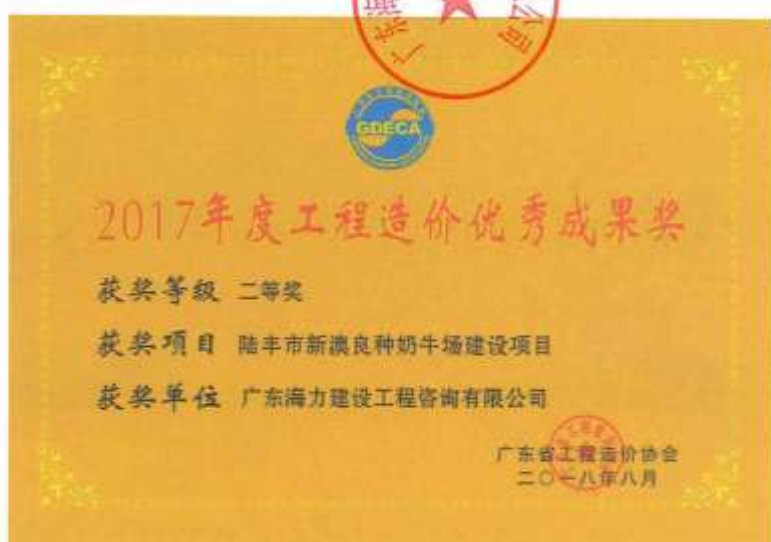 GDECA
2017年度工程造价优秀成果奖
获奖等级 二等奖
获奖项目 陆丰市新澳良种奶牛场建设项目
获奖单位 广东海力建设工程咨询有限公司
广东省工程造价协会
二〇一八年八月